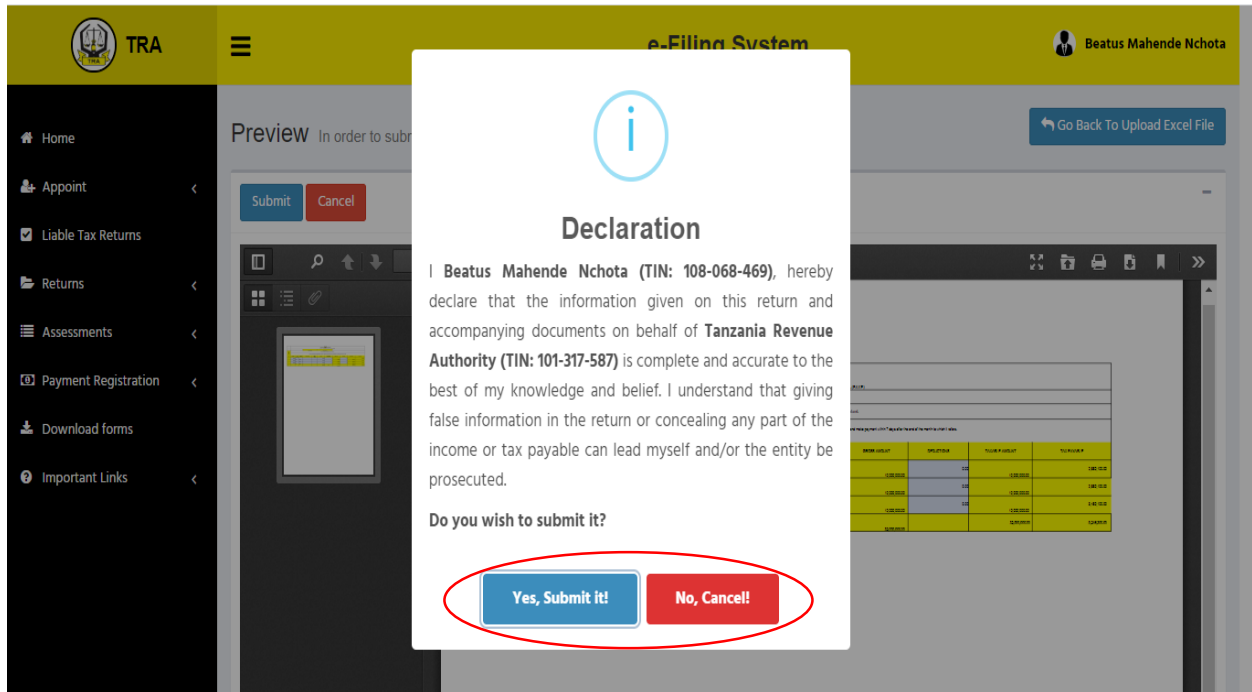 TRA
e-Filing System
Beatus Mahende Nchota
Home
Appoint
Liable Tax Returns
Returns
Assessments
Payment Registration
Download forms
Important Links
Preview In order to subr
Go Back To Upload Excel File
Submit Cancel
i
Declaration
I Beatus Mahende Nchota (TIN: 108-068-469), hereby
declare that the information given on this return and
accompanying documents on behalf of Tanzania Revenue
Authority (TIN: 101-317-587) is complete and accurate to the
best of my knowledge and belief. I understand that giving
false information in the return or concealing any part of the
income or tax payable can lead myself and/or the entity be
prosecuted.
Do you wish to submit it?
Yes, Submit it! No, Cancel!